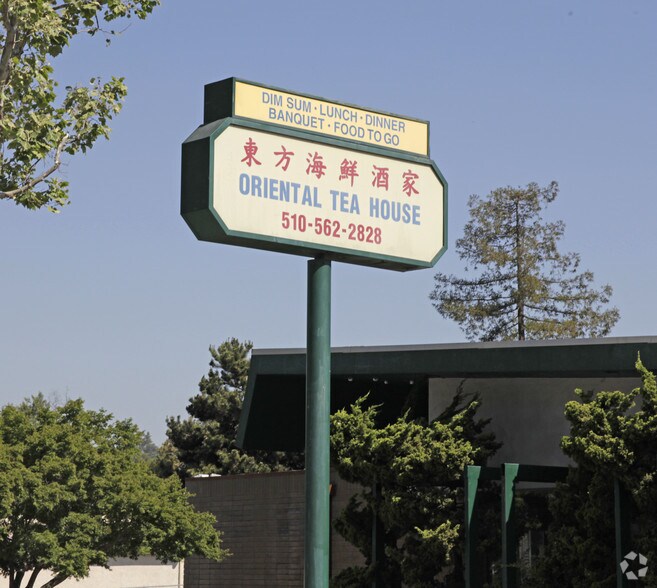 DIM SUM · LUNCH · DINNER
BANQUET · FOOD TO GO
東方海鮮酒家
ORIENTAL TEA HOUSE
510-562-2828